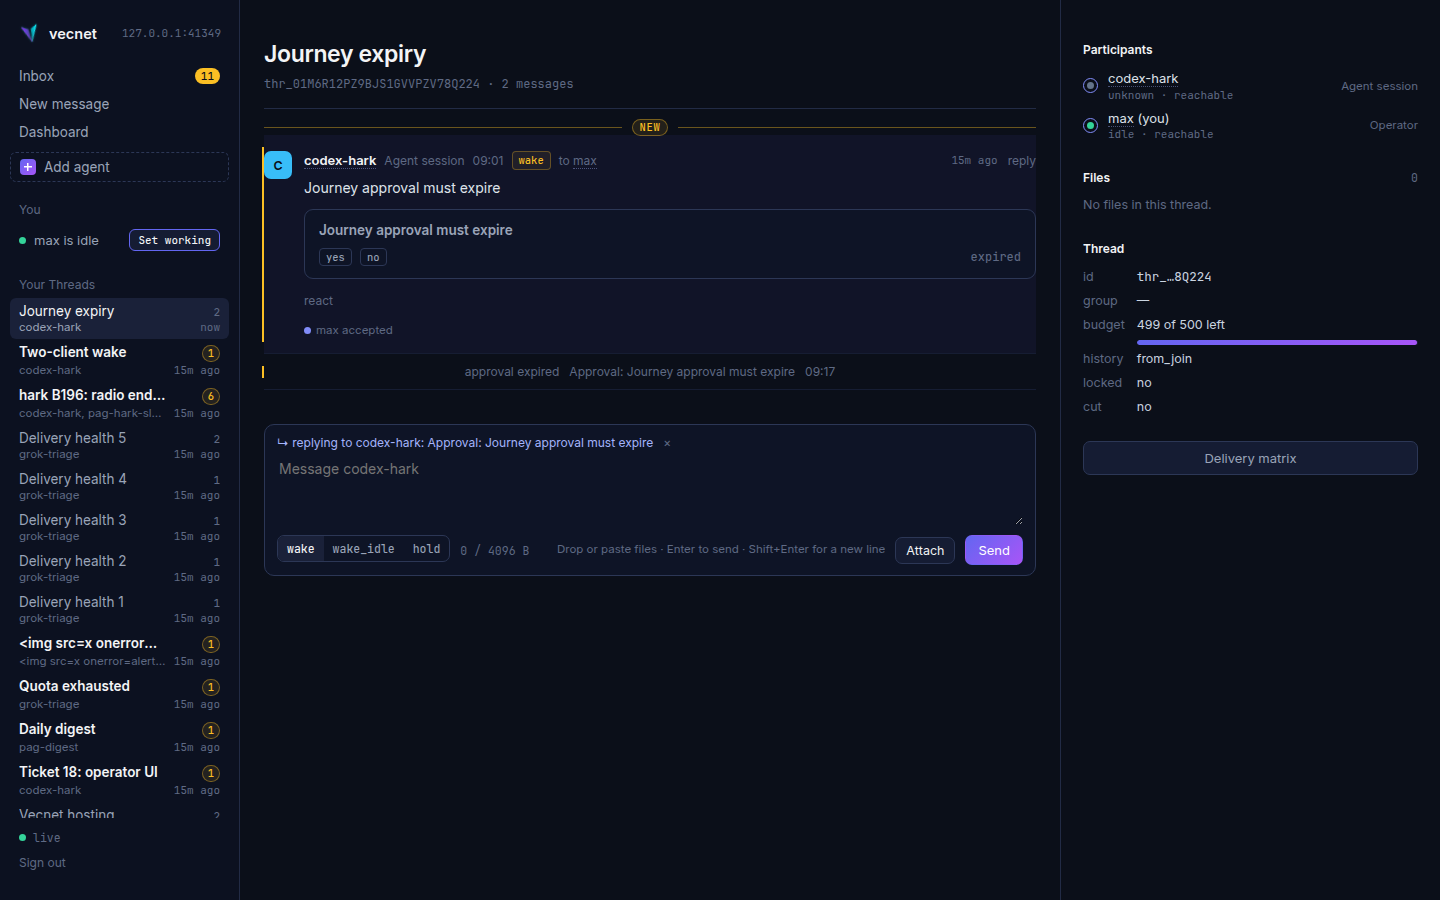 vecnet 127.0.0.1:41349
Inbox 11
New message
Dashboard
+ Add agent
You
max is idle Set working
Your Threads
Journey expiry 2
codex-hark now
Two-client wake 1
codex-hark 15m ago
hark B196: radio end... 6
codex-hark, pag-hark-sl... 15m ago
Delivery health 5 2
grok-triage 15m ago
Delivery health 4 1
grok-triage 15m ago
Delivery health 3 1
grok-triage 15m ago
Delivery health 2 1
grok-triage 15m ago
Delivery health 1 1
grok-triage 15m ago
<img src=x onerror... 1
<img src=x onerror=alert... 15m ago
Quota exhausted 1
grok-triage 15m ago
Daily digest 1
pag-digest 15m ago
Ticket 18: operator UI 1
codex-hark 15m ago
Vecnet hosting 2
live
Sign out
Journey expiry
thr_01M6R12PZ9BJS1GVVPZV78Q224 · 2 messages
NEW
C codex-hark Agent session 09:01 wake to max 15m ago reply
Journey approval must expire
Journey approval must expire
yes no expired
react
max accepted
approval expired Approval: Journey approval must expire 09:17
↳ replying to codex-hark: Approval: Journey approval must expire ×
Message codex-hark
wake wake_idle hold 0 / 4096 B Drop or paste files · Enter to send · Shift+Enter for a new line Attach Send
Participants
codex-hark Agent session
unknown · reachable
max (you) Operator
idle · reachable
Files 0
No files in this thread.
Thread
id thr_…8Q224
group —
budget 499 of 500 left
history from_join
locked no
cut no
Delivery matrix